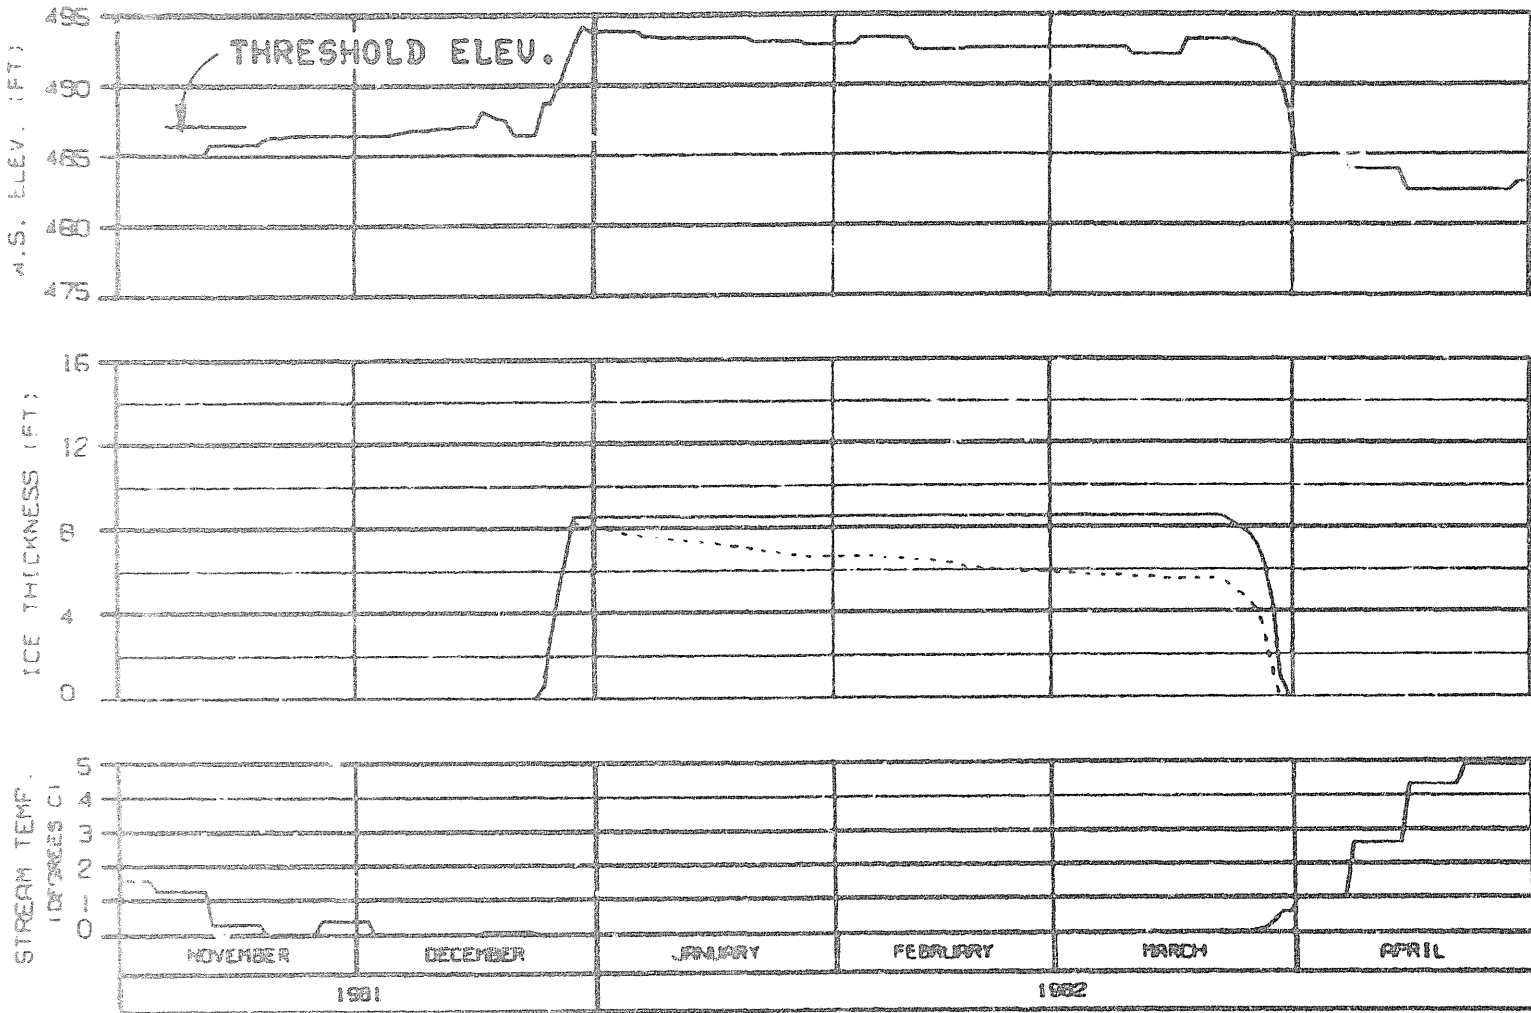 495
THRESHOLD ELEV.
490
485
480
475
W.S. ELEV. (FT)
16
12
8
4
0
ICE THICKNESS (FT)
5
4
3
2
1
0
STREAM TEMP.
(DEGREES C)
NOVEMBER DECEMBER JANUARY FEBRUARY MARCH APRIL
1981 1982